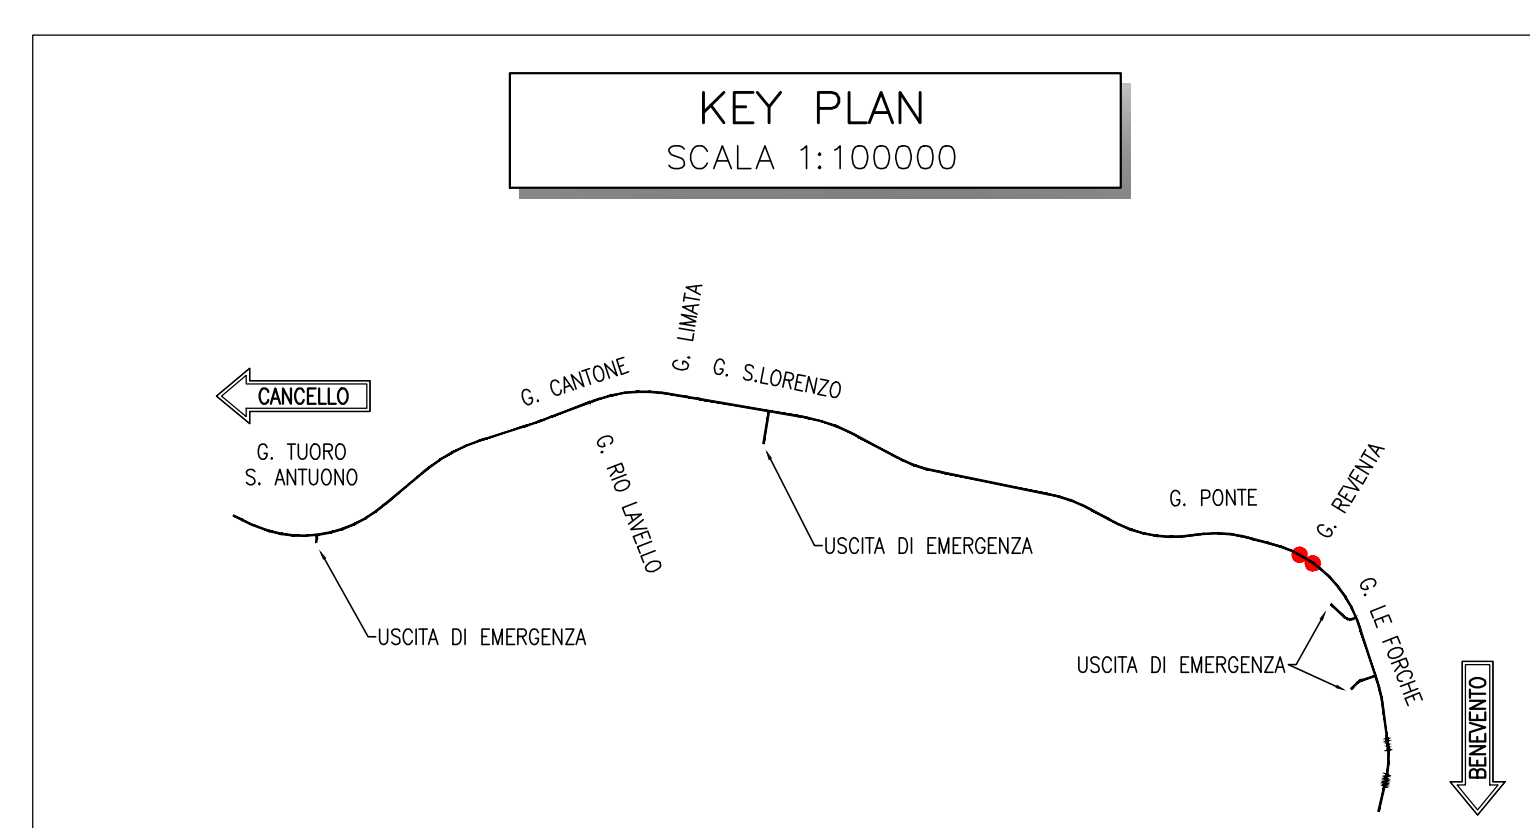 KEY PLAN
SCALA 1:100000
CANCELLO
G. TUORO
S. ANTUONO
G. CANTONE
G. RIO LAVELLO
G. LIMATA
G. S.LORENZO
G. PONTE
G. REVENTA
G. LE FORCHE
USCITA DI EMERGENZA
USCITA DI EMERGENZA
USCITA DI EMERGENZA
BENEVENTO